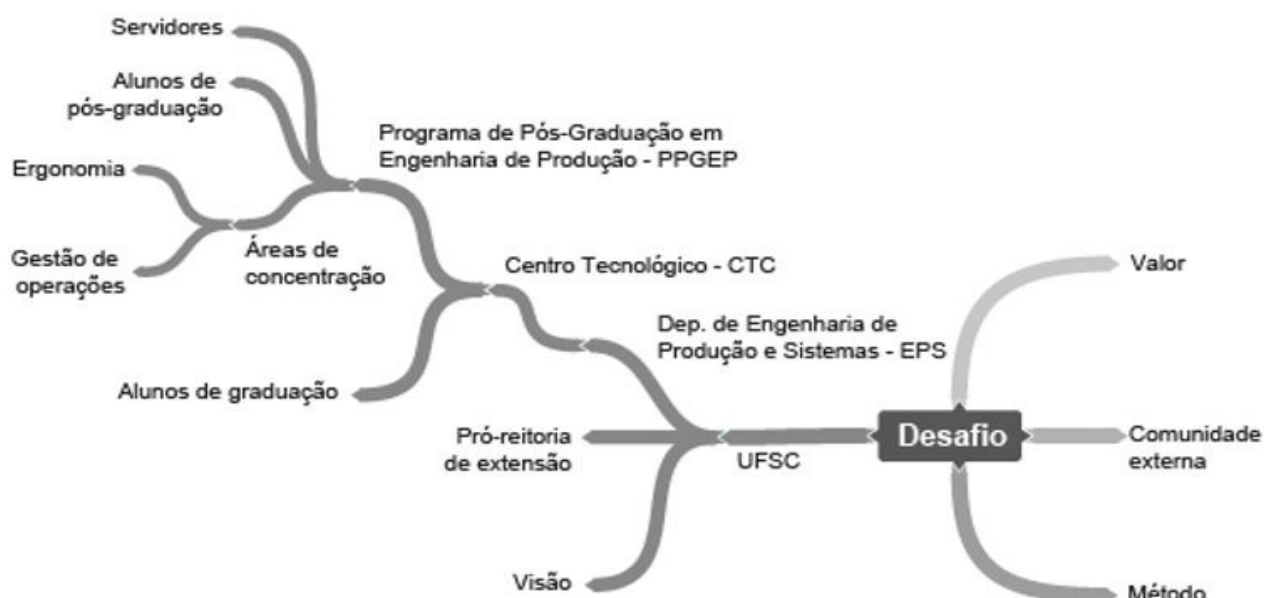 Servidores
Alunos de
pós-graduação
Programa de Pós-Graduação em
Engenharia de Produção - PPGEP
Ergonomia
Gestão de
operações
Áreas de
concentração
Centro Tecnológico - CTC
Valor
Dep. de Engenharia de
Produção e Sistemas - EPS
Alunos de graduação
Pró-reitoria
de extensão
UFSC
Desafio
Comunidade
externa
Visão
Método